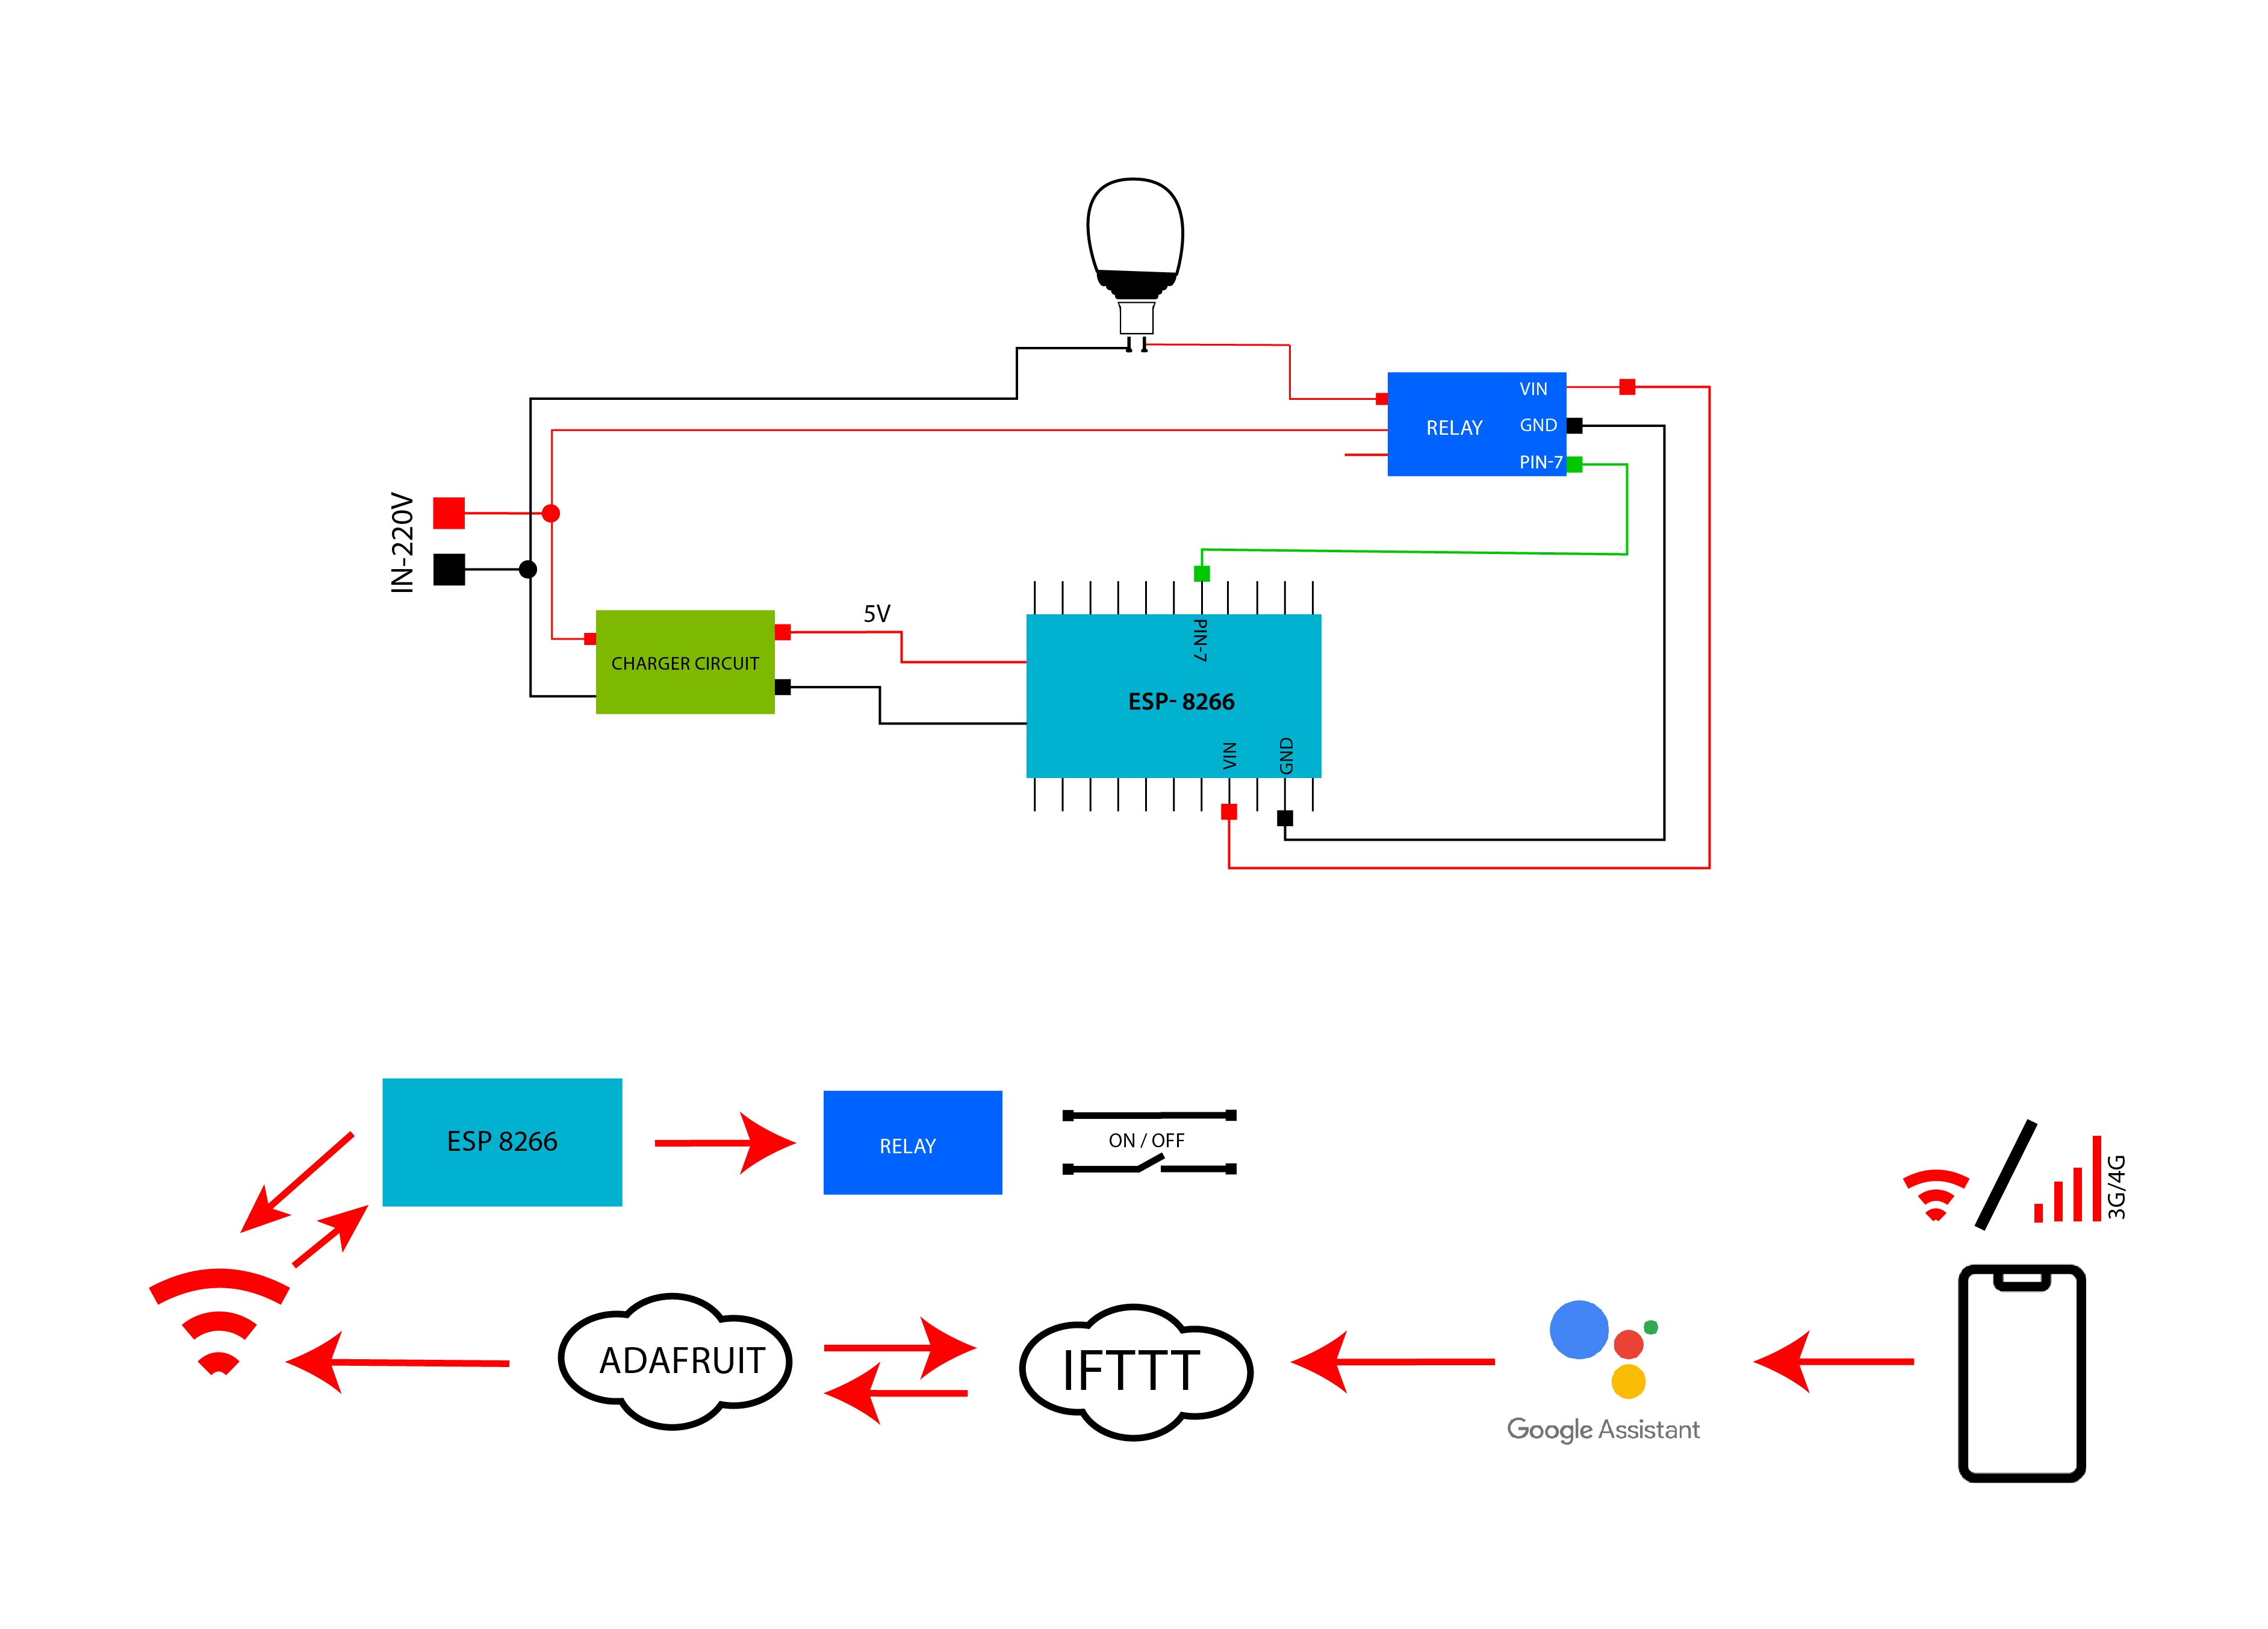 VIN
RELAY
GND
PIN-7
IN-220V
5V
CHARGER CIRCUIT
PIN-7
ESP- 8266
VIN
GND
ESP 8266
RELAY
ON / OFF
3G/4G
ADAFRUIT
IFTTT
Google Assistant